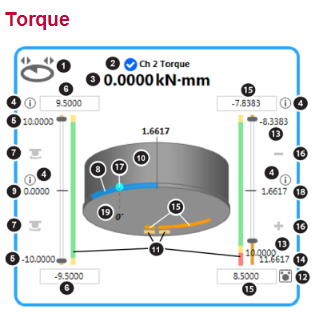 Torque
1
2 Ch 2 Torque
3 0.0000 kN·mm
6
15
4 i 9.5000
-7.8383 i 4
5 10.0000
-8.3383
13
1.6617
7
8 17 10
16
4 i
4 i
9 0.0000
1.6617 18
19 0' 15
7
16
11
13
10.0000
5 -10.0000
11.6617 14
-9.5000
8.5000 12
6
15